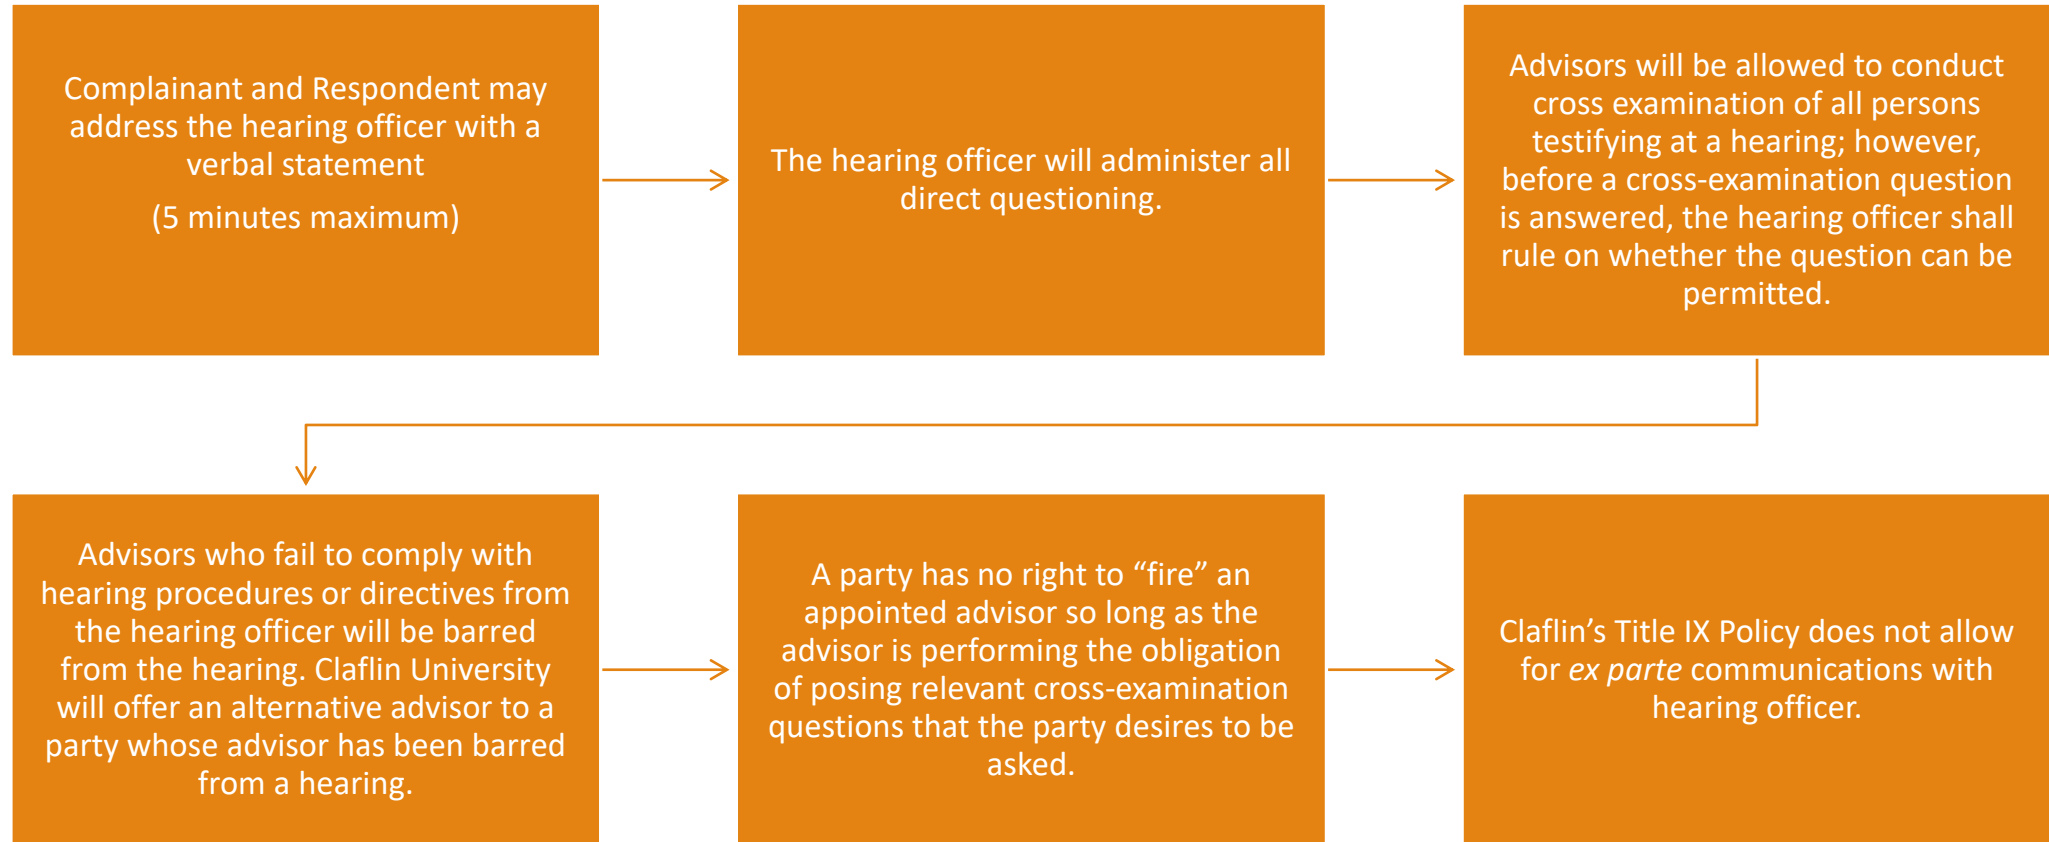 Complainant and Respondent may
address the hearing officer with a
verbal statement
(5 minutes maximum)
The hearing officer will administer all
direct questioning.
Advisors will be allowed to conduct
cross examination of all persons
testifying at a hearing; however,
before a cross-examination question
is answered, the hearing officer shall
rule on whether the question can be
permitted.
Advisors who fail to comply with
hearing procedures or directives from
the hearing officer will be barred
from the hearing. Claflin University
will offer an alternative advisor to a
party whose advisor has been barred
from a hearing.
A party has no right to “fire” an
appointed advisor so long as the
advisor is performing the obligation
of posing relevant cross-examination
questions that the party desires to be
asked.
Claflin’s Title IX Policy does not allow
for ex parte communications with
hearing officer.